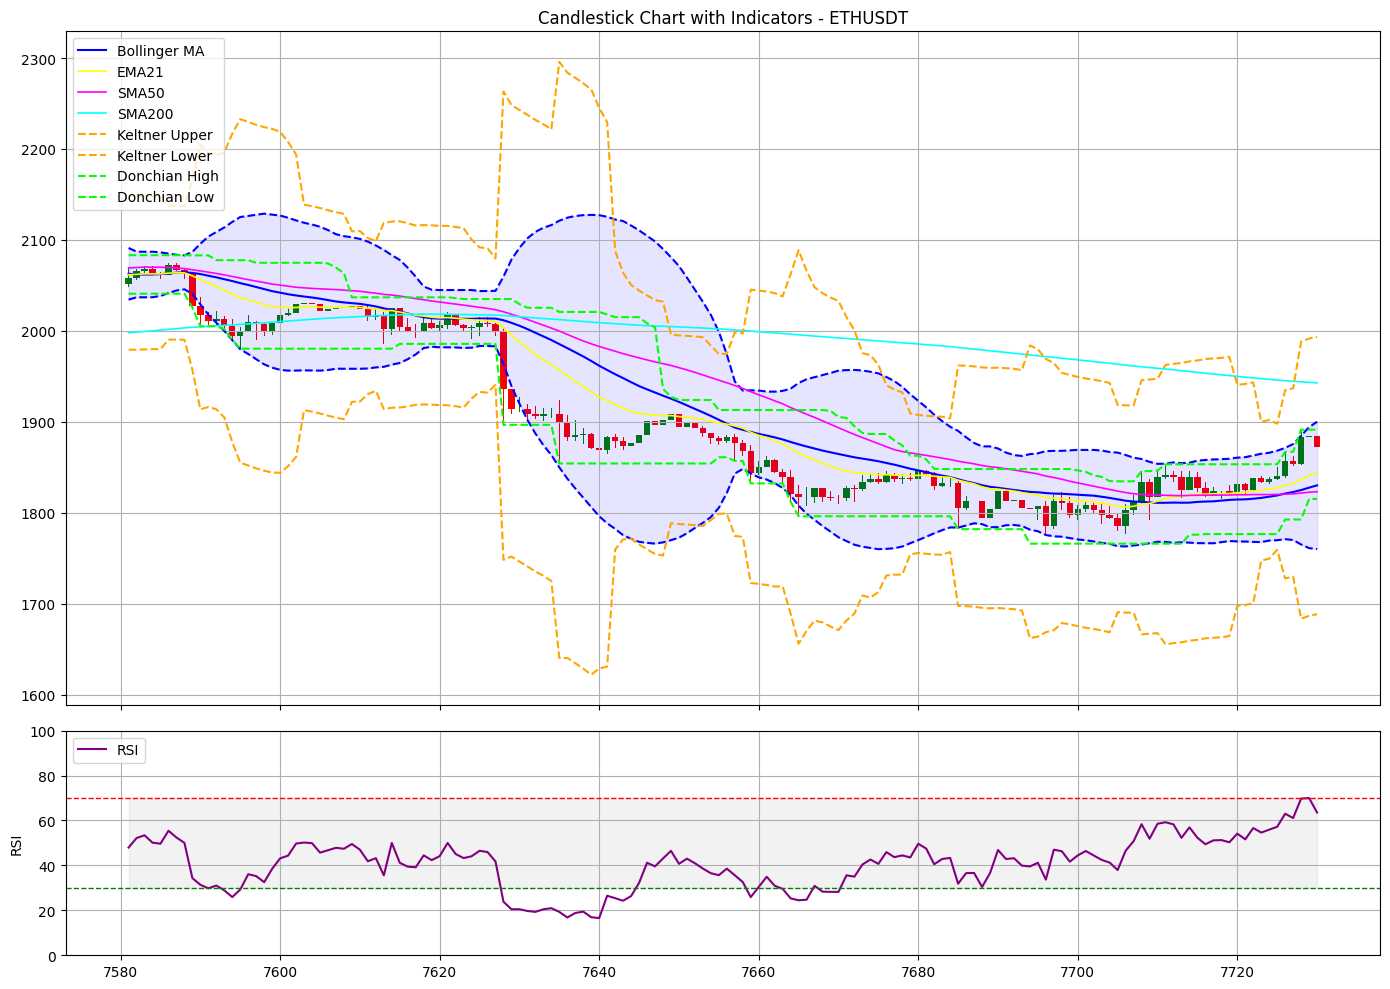 Candlestick Chart with Indicators - ETHUSDT
Bollinger MA
EMA21
SMA50
SMA200
Keltner Upper
Keltner Lower
Donchian High
Donchian Low
2300
2200
2100
2000
1900
1800
1700
1600
RSI
100
80
60
40
20
0
RSI
7580 7600 7620 7640 7660 7680 7700 7720